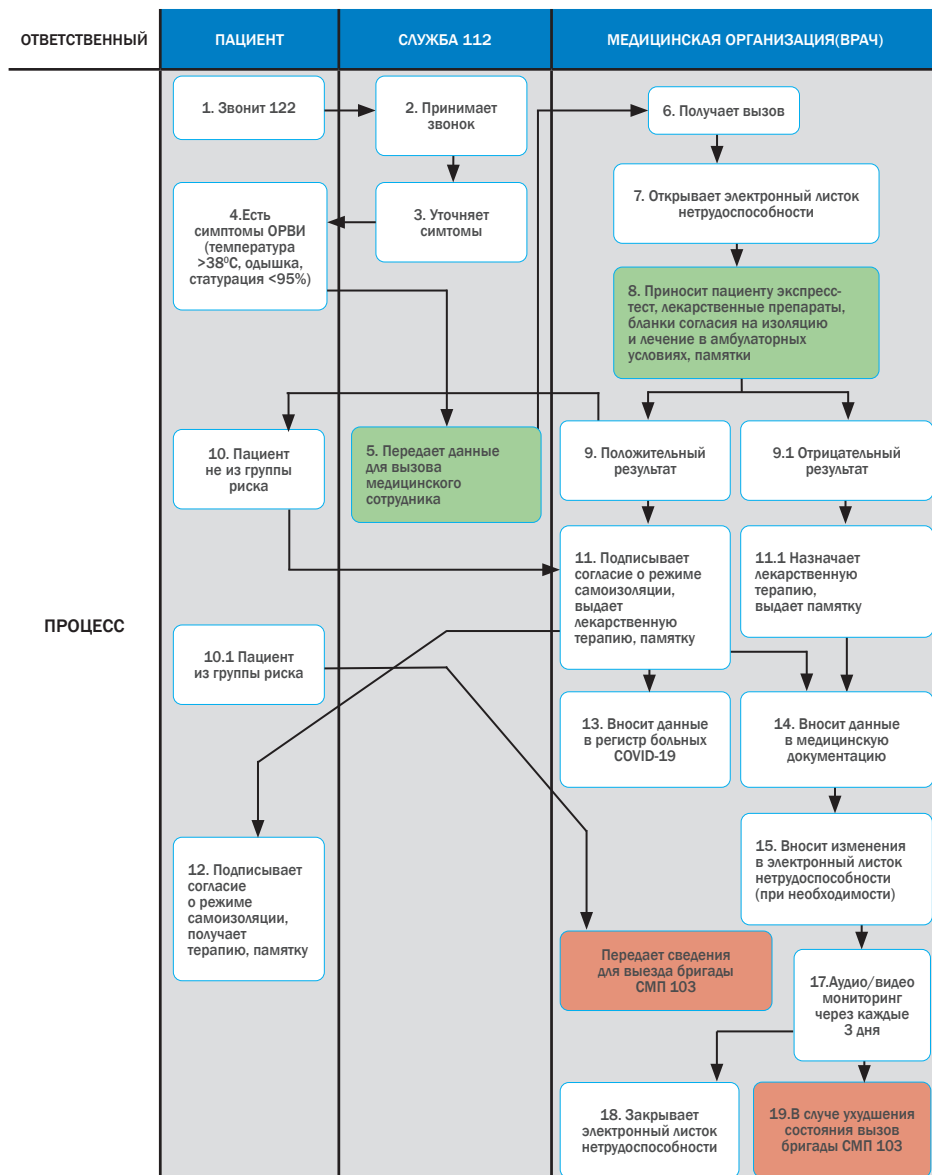 ОТВЕТСТВЕННЫЙ
ПАЦИЕНТ
СЛУЖБА 112
МЕДИЦИНСКАЯ ОРГАНИЗАЦИЯ(ВРАЧ)
ПРОЦЕСС
1. Звонит 122
2. Принимает
звонок
6. Получает вызов
7. Открывает электронный листок
нетрудоспособности
4.Есть
симптомы ОРВИ
(температура
>38⁰С, одышка,
статурация <95%)
3. Уточняет
симтомы
8. Приносит пациенту экспресс-
тест, лекарственные препараты,
бланки согласия на изоляцию
и лечение в амбулаторных
условиях, памятки
10. Пациент
не из группы
риска
5. Передает данные
для вызова
медицинского
сотрудника
9. Положительный
результат
9.1 Отрицательный
результат
11. Подписывает
согласие о режиме
самоизоляции,
выдает
лекарственную
терапию, памятку
11.1 Назначает
лекарственную
терапию,
выдает памятку
10.1 Пациент
из группы риска
13. Вносит данные
в регистр больных
COVID-19
14. Вносит данные
в медицинскую
документацию
12. Подписывает
согласие
о режиме
самоизоляции,
получает
терапию, памятку
15. Вносит изменения
в электронный листок
нетрудоспособности
(при необходимости)
Передает сведения
для выезда бригады
СМП 103
17.Аудио/видео
мониторинг
через каждые
3 дня
18. Закрывает
электронный листок
нетрудоспособности
19.В случе ухудшения
состояния вызов
бригады СМП 103